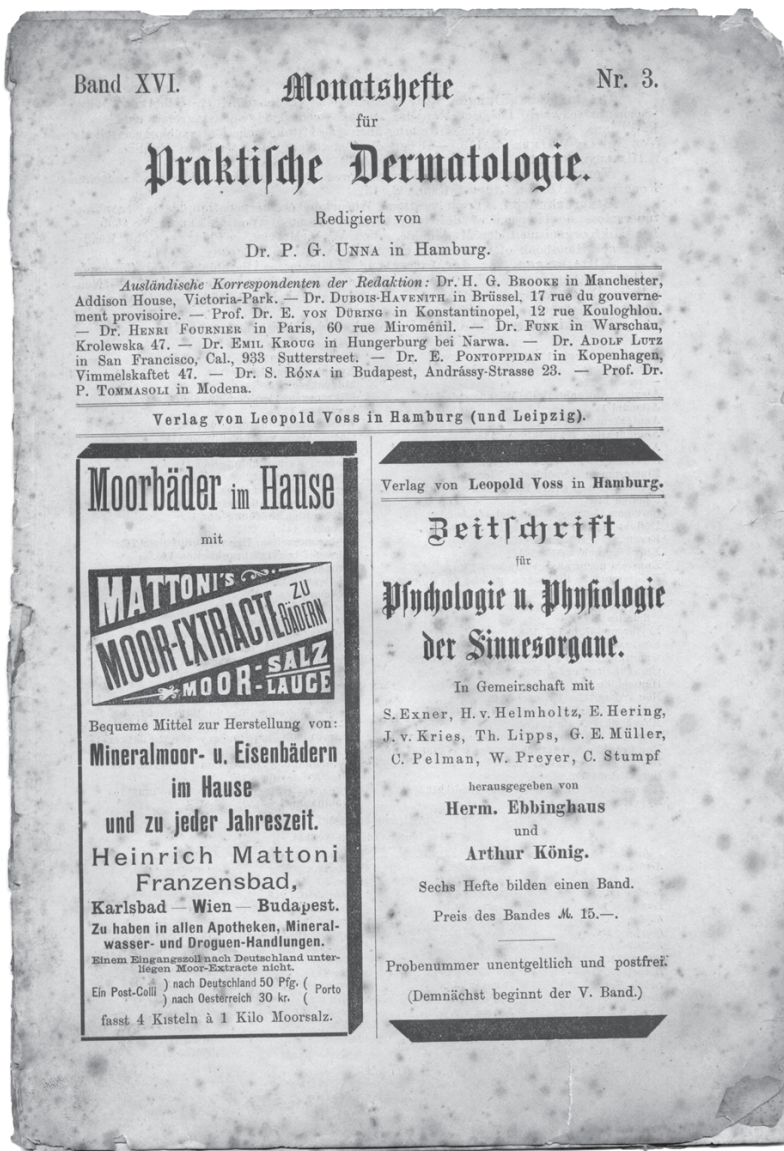 Band XVI.
Monatshefte
Nr. 3.
für
Praktiſche Dermatologie.
Redigiert von
Dr. P. G. UNNA in Hamburg.
Ausländische Korrespondenten der Redaktion: Dr. H. G. BROOKE in Manchester,
Addison House, Victoria-Park. — Dr. DUBOIS-HAVENITH in Brüssel, 17 rue du gouverne-
ment provisoire. — Prof. Dr. E. VON DÜRING in Konstantinopel, 12 rue Kouloghlou.
— Dr. HENRI FOURNIER in Paris, 60 rue Miroménil. — Dr. FUNK in Warschau,
Krolewska 47. — Dr. EMIL KROUG in Hungerburg bei Narwa. — Dr. ADOLF LUTZ
in San Francisco, Cal., 933 Sutterstreet. — Dr. E. PONTOPPIDAN in Kopenhagen,
Vimmelskaftet 47. — Dr. S. RÓNA in Budapest, Andrássy-Strasse 23. — Prof. Dr.
P. TOMMASOLI in Modena.
Verlag von Leopold Voss in Hamburg (und Leipzig).
Moorbäder im Hause
mit
MATTONI'S
MOOR-EXTRACTE ZU BÄDERN
MOOR-SALZ
LAUGE
Bequeme Mittel zur Herstellung von:
Mineralmoor- u. Eisenbädern
im Hause
und zu jeder Jahreszeit.
Heinrich Mattoni
Franzensbad,
Karlsbad — Wien — Budapest.
Zu haben in allen Apotheken, Mineral-
wasser- und Droguen-Handlungen.
Einem Eingangszoll nach Deutschland unter-
liegen Moor-Extracte nicht.
Ein Post-Colli ) nach Deutschland 50 Pfg. ( Porto
) nach Oesterreich 30 kr. (
fasst 4 Kisteln à 1 Kilo Moorsalz.
Verlag von Leopold Voss in Hamburg.
Zeitſchrift
für
Pſychologie u. Phyſiologie
der Sinnesorgane.
In Gemeinschaft mit
S. Exner, H. v. Helmholtz, E. Hering,
J. v. Kries, Th. Lipps, G. E. Müller,
C. Pelman, W. Preyer, C. Stumpf
herausgegeben von
Herm. Ebbinghaus
und
Arthur König.
Sechs Hefte bilden einen Band.
Preis des Bandes M. 15.—.
Probenummer unentgeltlich und postfrei.
(Demnächst beginnt der V. Band.)